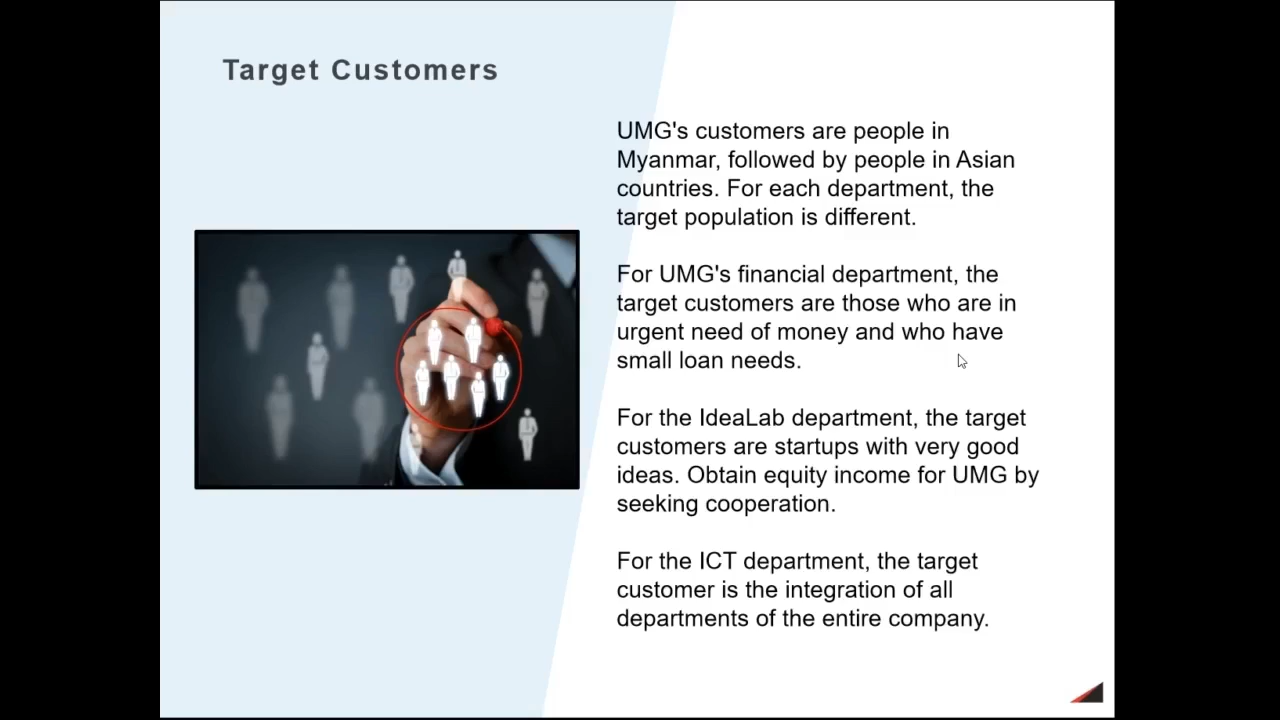 Target Customers
UMG's customers are people in
Myanmar, followed by people in Asian
countries. For each department, the
target population is different.
For UMG's financial department, the
target customers are those who are in
urgent need of money and who have
small loan needs.
For the IdeaLab department, the target
customers are startups with very good
ideas. Obtain equity income for UMG by
seeking cooperation.
For the ICT department, the target
customer is the integration of all
departments of the entire company.